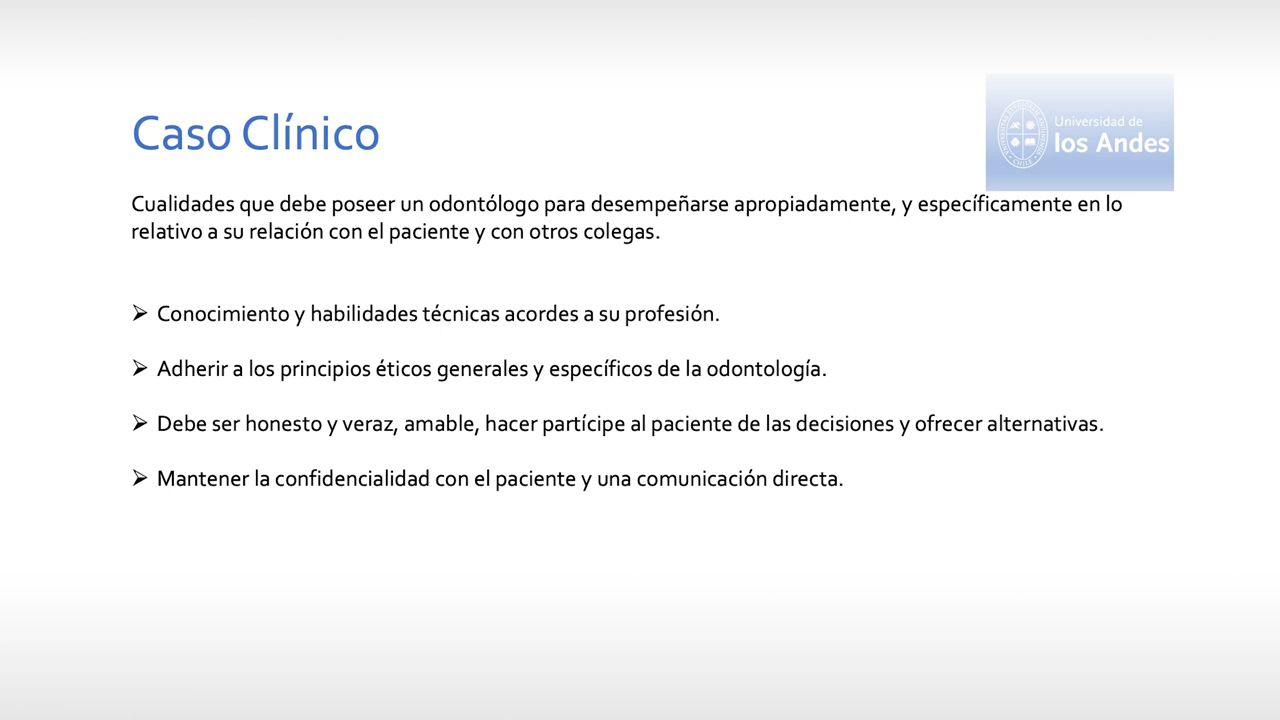 Caso Clínico
Universidad de
los Andes
Cualidades que debe poseer un odontólogo para desempeñarse apropiadamente, y específicamente en lo
relativo a su relación con el paciente y con otros colegas.
➢ Conocimiento y habilidades técnicas acordes a su profesión.
➢ Adherir a los principios éticos generales y específicos de la odontología.
➢ Debe ser honesto y veraz, amable, hacer partícipe al paciente de las decisiones y ofrecer alternativas.
➢ Mantener la confidencialidad con el paciente y una comunicación directa.